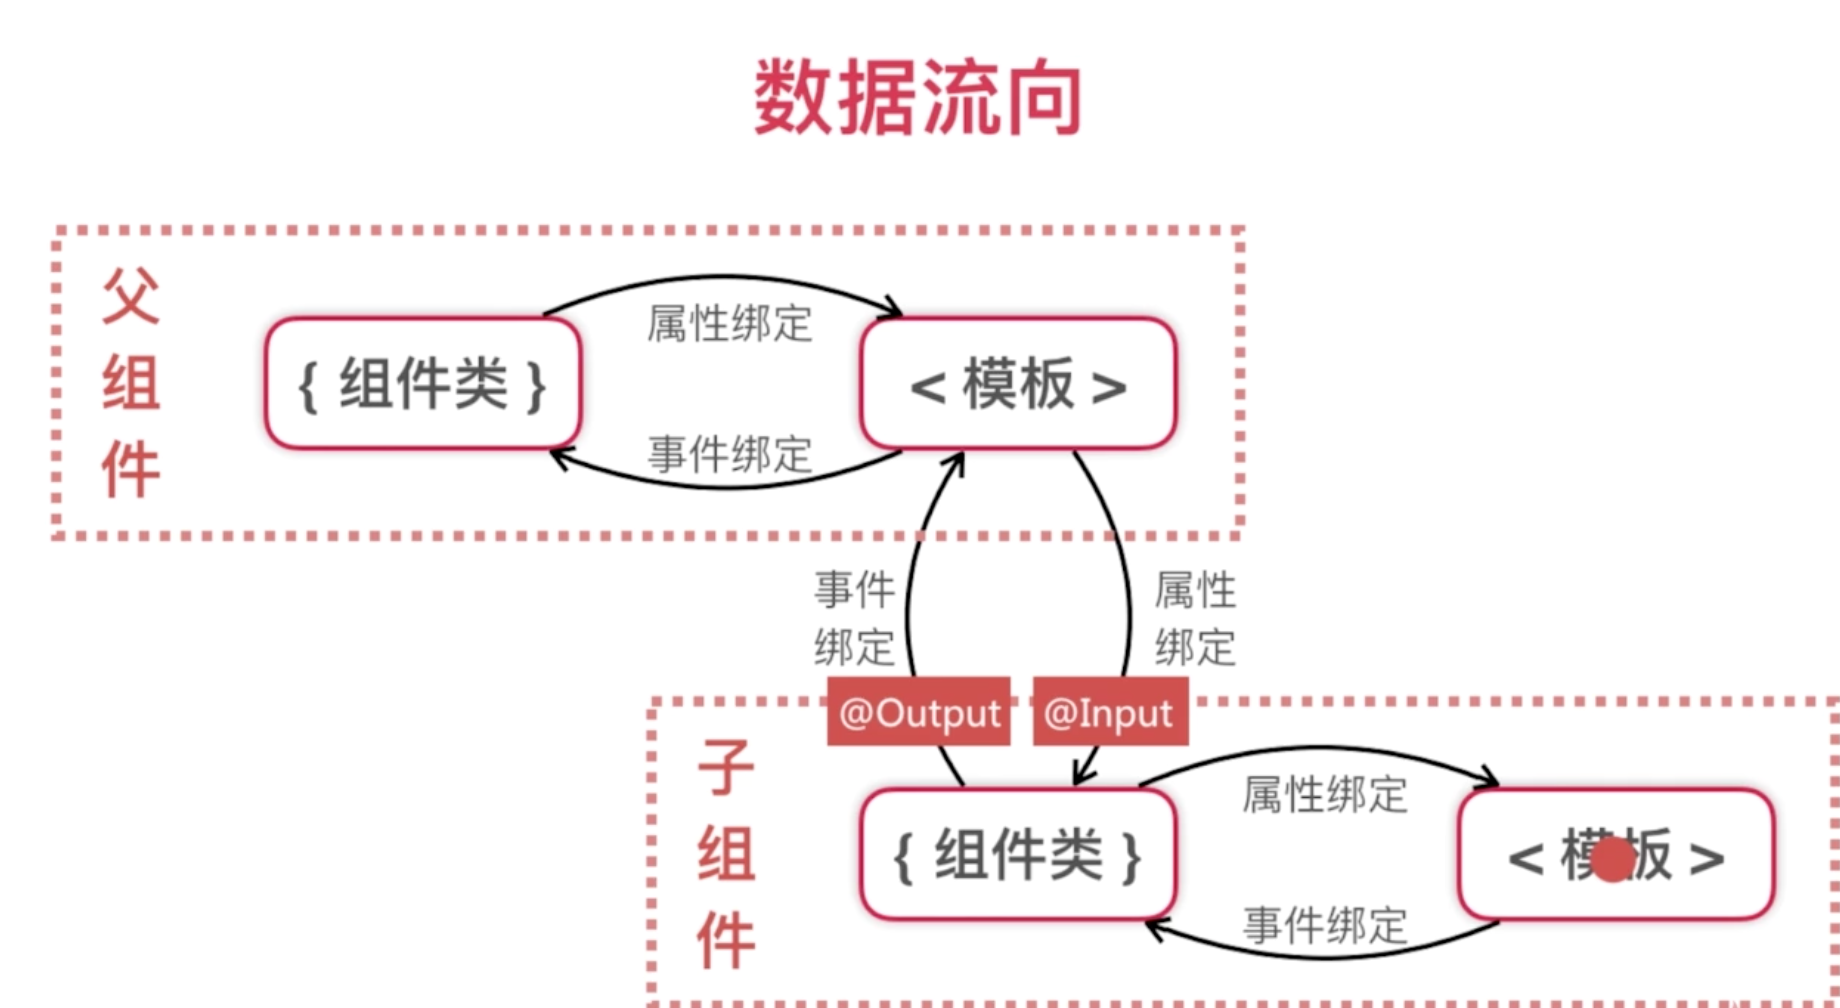 数据流向
父组件
属性绑定
{ 组件类 }
< 模板 >
事件绑定
事件绑定
属性绑定
@Output
@Input
子组件
属性绑定
{ 组件类 }
< 模板 >
事件绑定